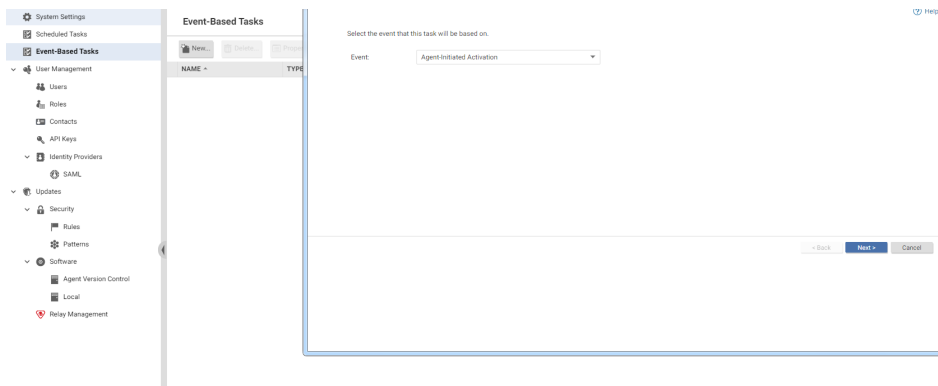 System Settings
Scheduled Tasks
Event-Based Tasks
User Management
Users
Roles
Contacts
API Keys
Identity Providers
SAML
Updates
Security
Rules
Patterns
Software
Agent Version Control
Local
Relay Management
Event-Based Tasks
New...
Delete...
NAME
TYPE
Help
Select the event that this task will be based on.
Event: Agent-Initiated Activation
< Back Next > Cancel